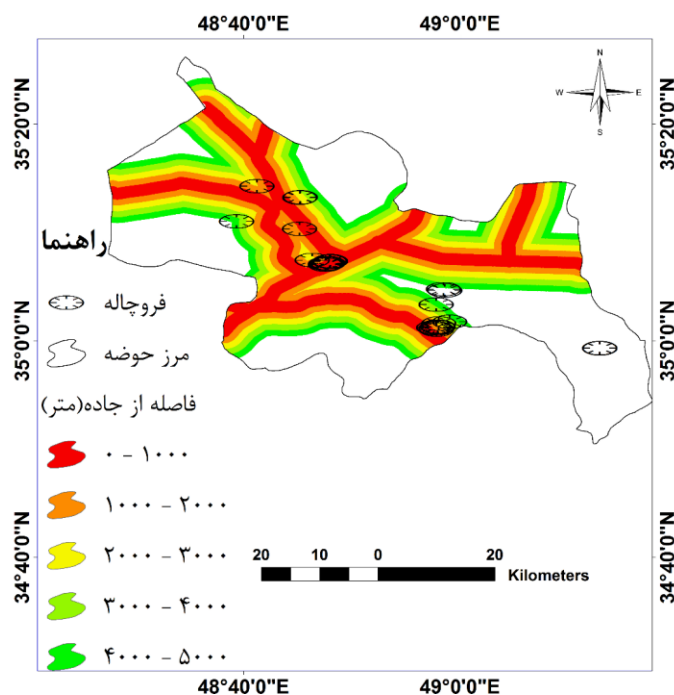 48°40'0"E 49°0'0"E
N
W E
S
35°20'0"N 35°20'0"N
راهنما
فروچاله
35°0'0"N 35°0'0"N
مرز حوضه
فاصله از جاده(متر)
۰ - ۱۰۰۰
۱۰۰۰ - ۲۰۰۰
۲۰۰۰ - ۳۰۰۰
34°40'0"N 34°40'0"N
20 10 0 20
Kilometers
۳۰۰۰ - ۴۰۰۰
۴۰۰۰ - ۵۰۰۰
48°40'0"E 49°0'0"E